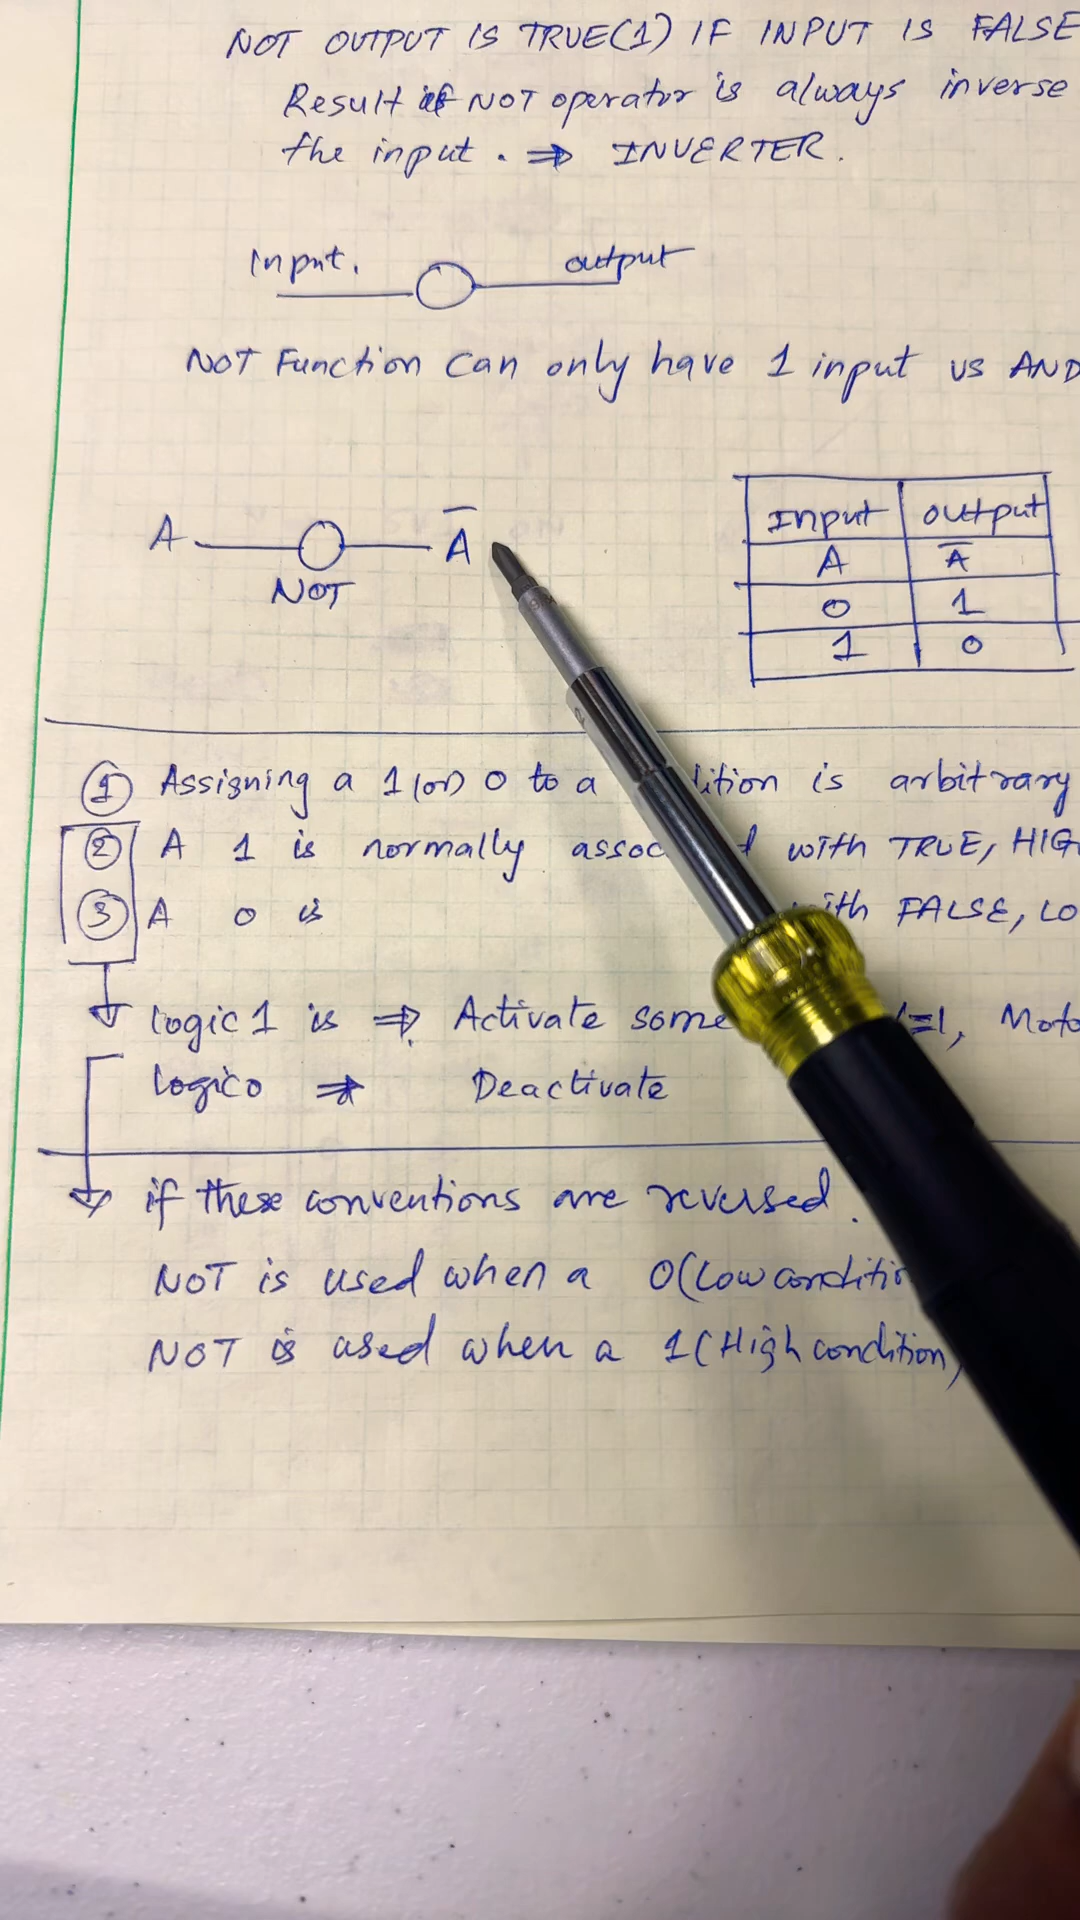 NOT OUTPUT IS TRUE(1) IF INPUT IS FALSE
Result of NOT operator is always inverse
the input. ⇒ INVERTER.
Input. output
NOT Function Can only have 1 input vs AND
A NOT A̅
Input output
A A̅
0 1
1 0
① Assigning a 1 (or) 0 to a is arbitrary
② A 1 is normally with TRUE,
③ A 0 is with FALSE,
logic 1 is ⇒ Activate some
logic 0 ⇒ Deactivate
if these conventions are reversed.
NOT is used when a 0(Low
NOT is used when a 1(High condition